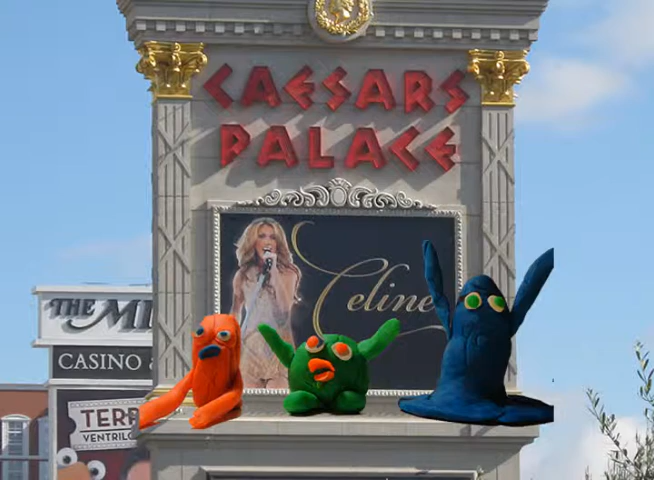 CAESARS
PALACE
Celine
THE MI
CASINO &
TERR
VENTRILO